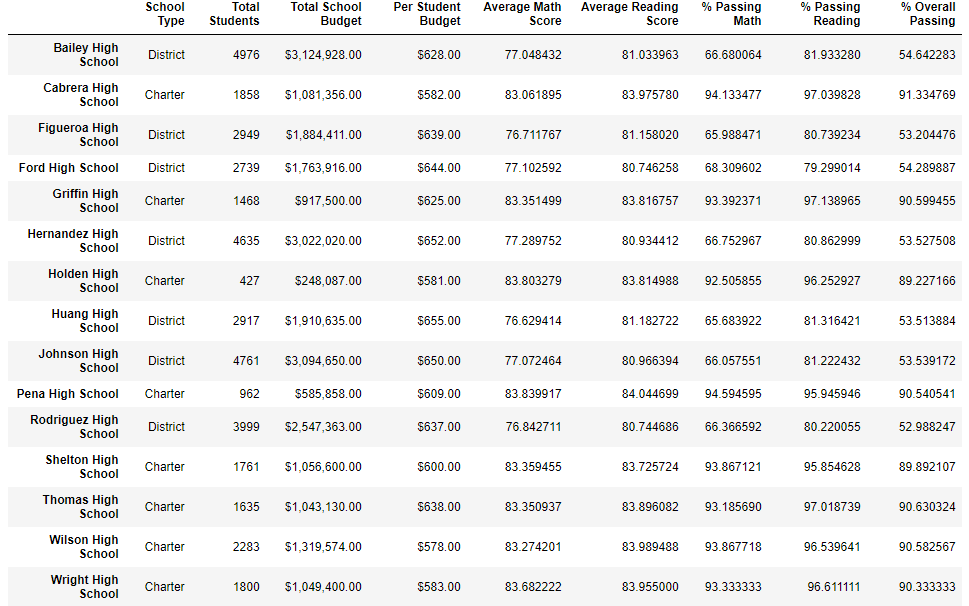 School Type Total Students Total School Budget Per Student Budget Average Math Score Average Reading Score % Passing Math % Passing Reading % Overall Passing
Bailey High School District 4976 $3,124,928.00 $628.00 77.048432 81.033963 66.680064 81.933280 54.642283
Cabrera High School Charter 1858 $1,081,356.00 $582.00 83.061895 83.975780 94.133477 97.039828 91.334769
Figueroa High School District 2949 $1,884,411.00 $639.00 76.711767 81.158020 65.988471 80.739234 53.204476
Ford High School District 2739 $1,763,916.00 $644.00 77.102592 80.746258 68.309602 79.299014 54.289887
Griffin High School Charter 1468 $917,500.00 $625.00 83.351499 83.816757 93.392371 97.138965 90.599455
Hernandez High School District 4635 $3,022,020.00 $652.00 77.289752 80.934412 66.752967 80.862999 53.527508
Holden High School Charter 427 $248,087.00 $581.00 83.803279 83.814988 92.505855 96.252927 89.227166
Huang High School District 2917 $1,910,635.00 $655.00 76.629414 81.182722 65.683922 81.316421 53.513884
Johnson High School District 4761 $3,094,650.00 $650.00 77.072464 80.966394 66.057551 81.222432 53.539172
Pena High School Charter 962 $585,858.00 $609.00 83.839917 84.044699 94.594595 95.945946 90.540541
Rodriguez High School District 3999 $2,547,363.00 $637.00 76.842711 80.744686 66.366592 80.220055 52.988247
Shelton High School Charter 1761 $1,056,600.00 $600.00 83.359455 83.725724 93.867121 95.854628 89.892107
Thomas High School Charter 1635 $1,043,130.00 $638.00 83.350937 83.896082 93.185690 97.018739 90.630324
Wilson High School Charter 2283 $1,319,574.00 $578.00 83.274201 83.989488 93.867718 96.539641 90.582567
Wright High School Charter 1800 $1,049,400.00 $583.00 83.682222 83.955000 93.333333 96.611111 90.333333